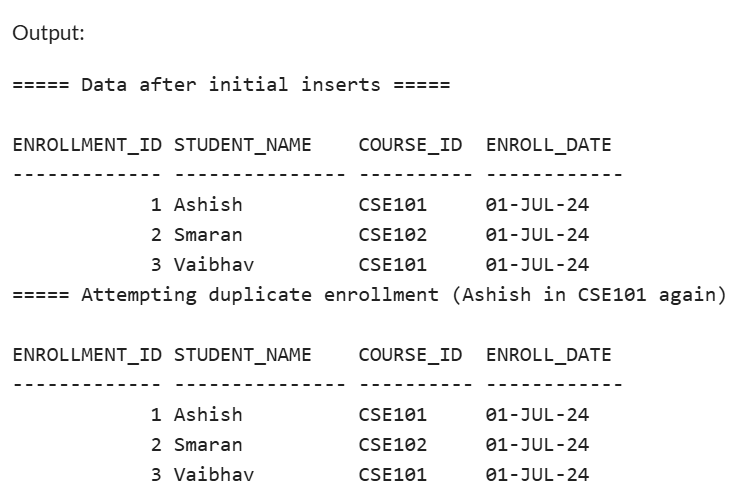 Output:
===== Data after initial inserts =====
ENROLLMENT_ID STUDENT_NAME    COURSE_ID  ENROLL_DATE
------------- --------------- ---------- ------------
            1 Ashish          CSE101     01-JUL-24
            2 Smaran          CSE102     01-JUL-24
            3 Vaibhav         CSE101     01-JUL-24
===== Attempting duplicate enrollment (Ashish in CSE101 again)
ENROLLMENT_ID STUDENT_NAME    COURSE_ID  ENROLL_DATE
------------- --------------- ---------- ------------
            1 Ashish          CSE101     01-JUL-24
            2 Smaran          CSE102     01-JUL-24
            3 Vaibhav         CSE101     01-JUL-24